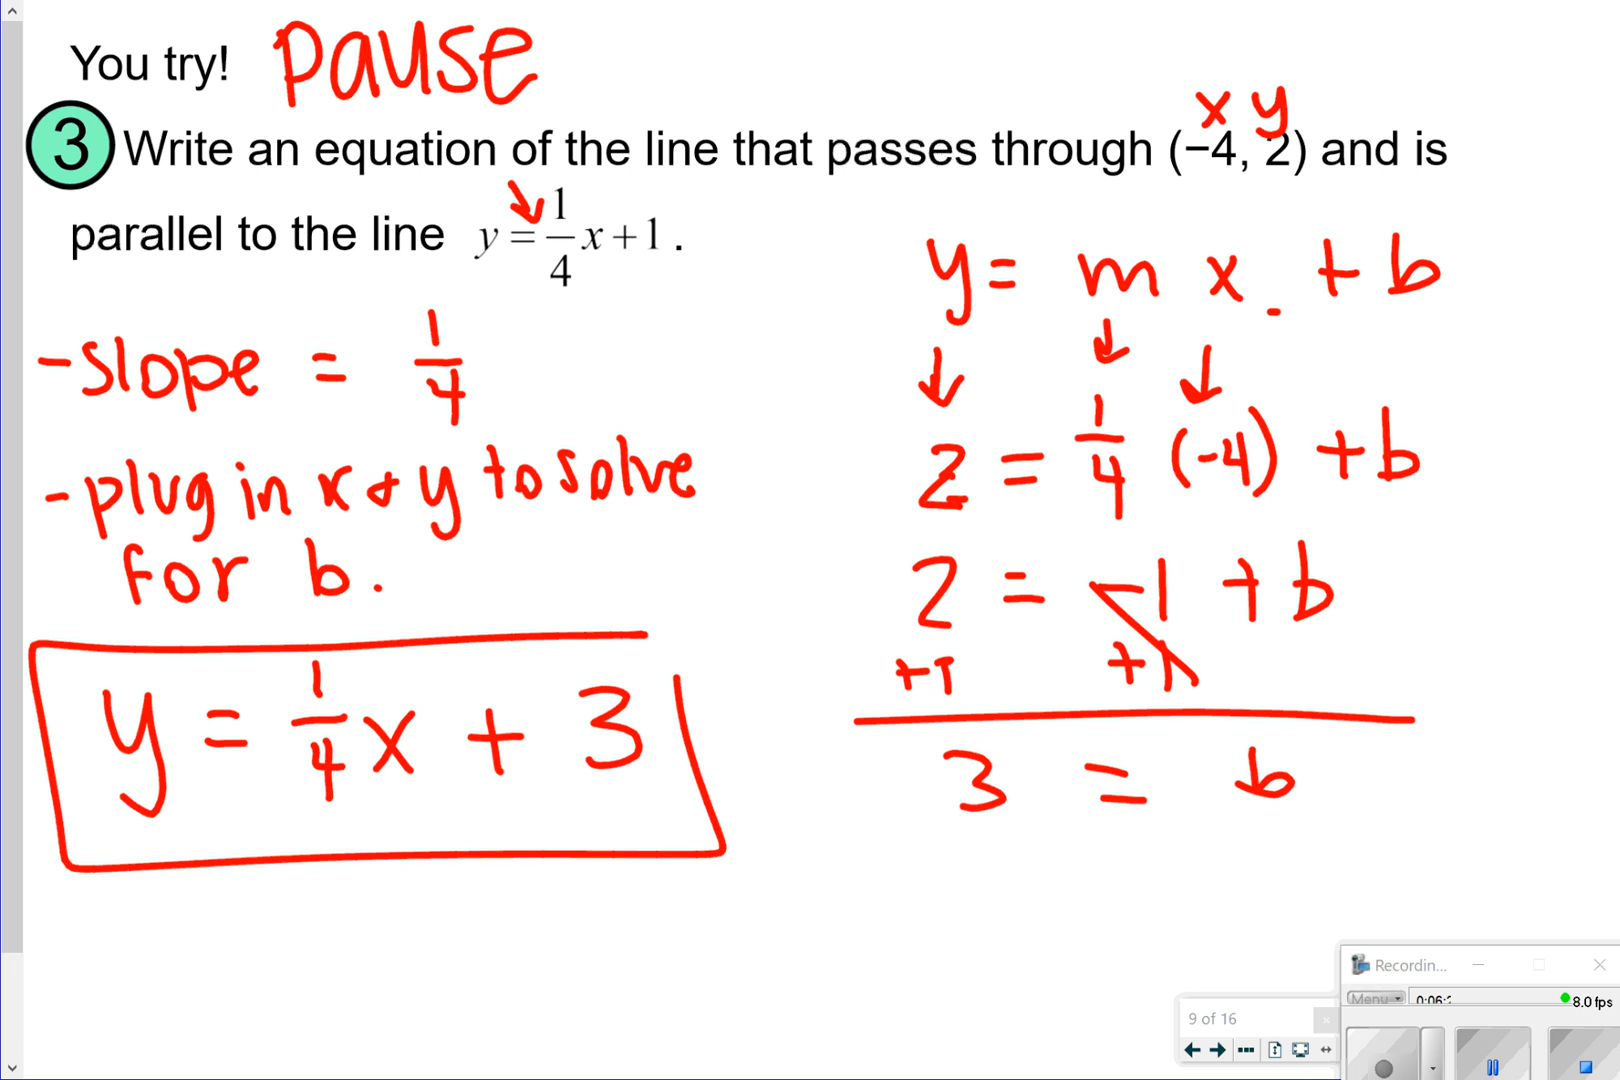 You try! pause
x y
3 Write an equation of the line that passes through (−4, 2) and is
parallel to the line y = 1/4 x + 1 .
- slope = 1/4
- plug in x + y to solve
for b.
y = 1/4 x + 3
y = m x + b
2 = 1/4 (-4) + b
2 = -1 + b
+1 +1
3 = b
Recordin...
Menu
8.0 fps
9 of 16